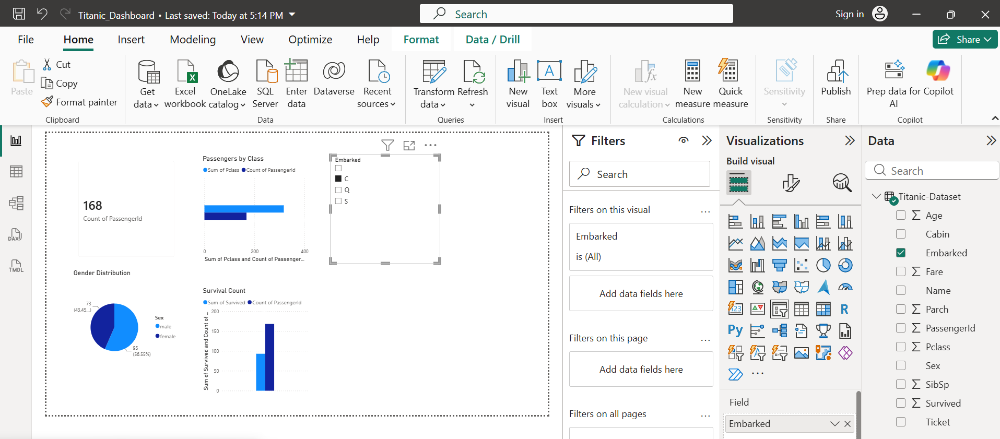 Titanic_Dashboard • Last saved: Today at 5:14 PM
Search
Sign in
File Home Insert Modeling View Optimize Help Format Data / Drill
Share
Paste
Cut
Copy
Format painter
Clipboard
Get data
Excel workbook
OneLake catalog
SQL Server
Enter data
Dataverse
Recent sources
Data
Transform data
Refresh
Queries
New visual
Text box
More visuals
Insert
New visual calculation
New measure
Quick measure
Calculations
Sensitivity
Sensitivity
Publish
Share
Prep data for AI
Copilot
Copilot
DAX
TMDL
168
Count of PassengerId
Passengers by Class
Sum of Pclass Count of PassengerId
0 200 400
Sum of Pclass and Count of Passenger...
Embarked
C
Q
S
Gender Distribution
73
(43.45...)
95
(56.55%)
Sex
male
female
Survival Count
Sum of Survived Count of PassengerId
Sum of Survived and Count of ...
200
150
100
50
0
Filters
Search
Filters on this visual ...
Embarked
is (All)
Add data fields here
Filters on this page ...
Add data fields here
Filters on all pages ...
Visualizations
Build visual
123
R
Py
...
Field
Embarked
Data
Search
Titanic-Dataset
Age
Cabin
Embarked
Fare
Name
Parch
PassengerId
Pclass
Sex
SibSp
Survived
Ticket